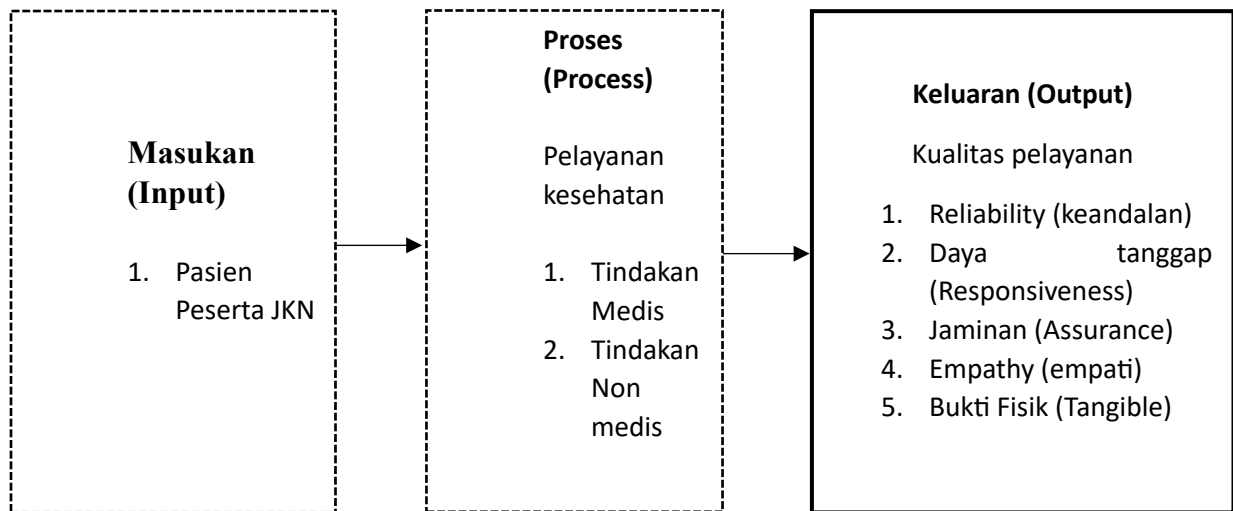 Masukan
(Input)
1. Pasien
Peserta JKN
Proses
(Process)
Pelayanan
kesehatan
1. Tindakan
Medis
2. Tindakan
Non
medis
Keluaran (Output)
Kualitas pelayanan
1. Reliability (keandalan)
2. Daya tanggap
(Responsiveness)
3. Jaminan (Assurance)
4. Empathy (empati)
5. Bukti Fisik (Tangible)